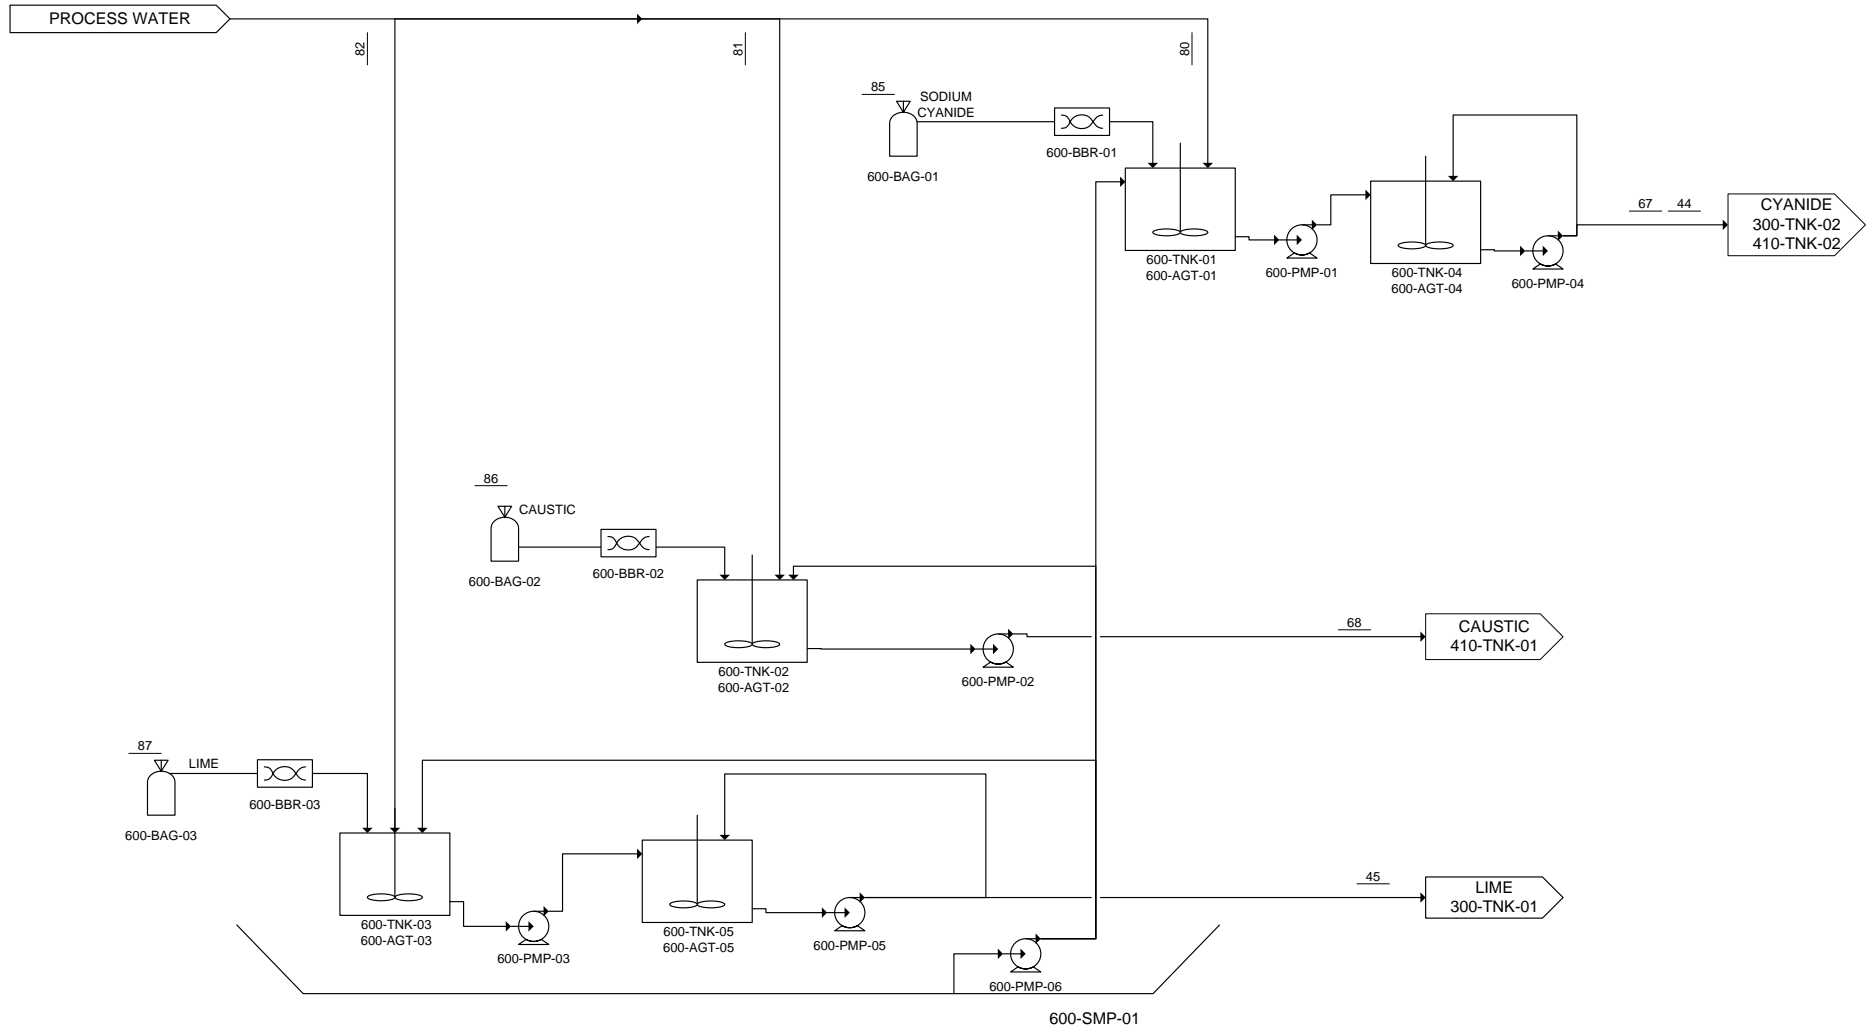 PROCESS WATER
82
81
80
85
SODIUM
CYANIDE
600-BAG-01
600-BBR-01
600-TNK-01
600-AGT-01
600-PMP-01
600-TNK-04
600-AGT-04
600-PMP-04
67
44
CYANIDE
300-TNK-02
410-TNK-02
86
CAUSTIC
600-BAG-02
600-BBR-02
600-TNK-02
600-AGT-02
600-PMP-02
68
CAUSTIC
410-TNK-01
87
LIME
600-BAG-03
600-BBR-03
600-TNK-03
600-AGT-03
600-PMP-03
600-TNK-05
600-AGT-05
600-PMP-05
45
LIME
300-TNK-01
600-PMP-06
600-SMP-01